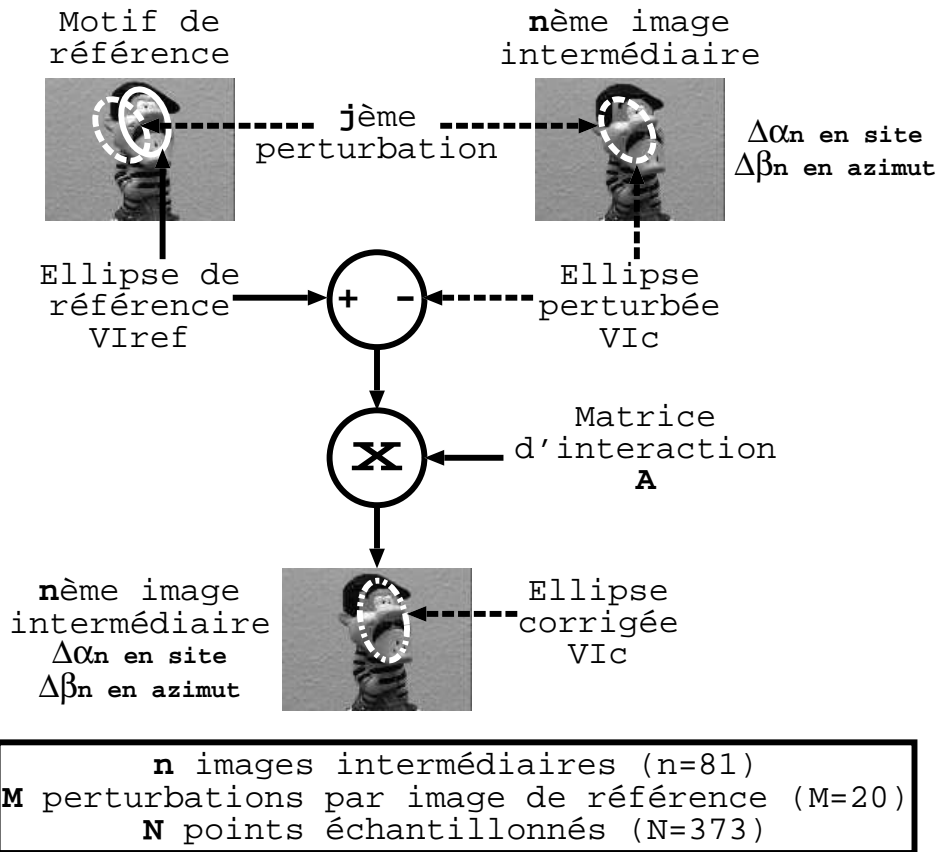 Motif de
référence
nème image
intermédiaire
jème
perturbation
Δαn en site
Δβn en azimut
Ellipse de
référence
VIref
+ -
Ellipse
perturbée
VIc
X
Matrice
d'interaction
A
nème image
intermédiaire
Δαn en site
Δβn en azimut
Ellipse
corrigée
VIc
n images intermédiaires (n=81)
M perturbations par image de référence (M=20)
N points échantillonnés (N=373)